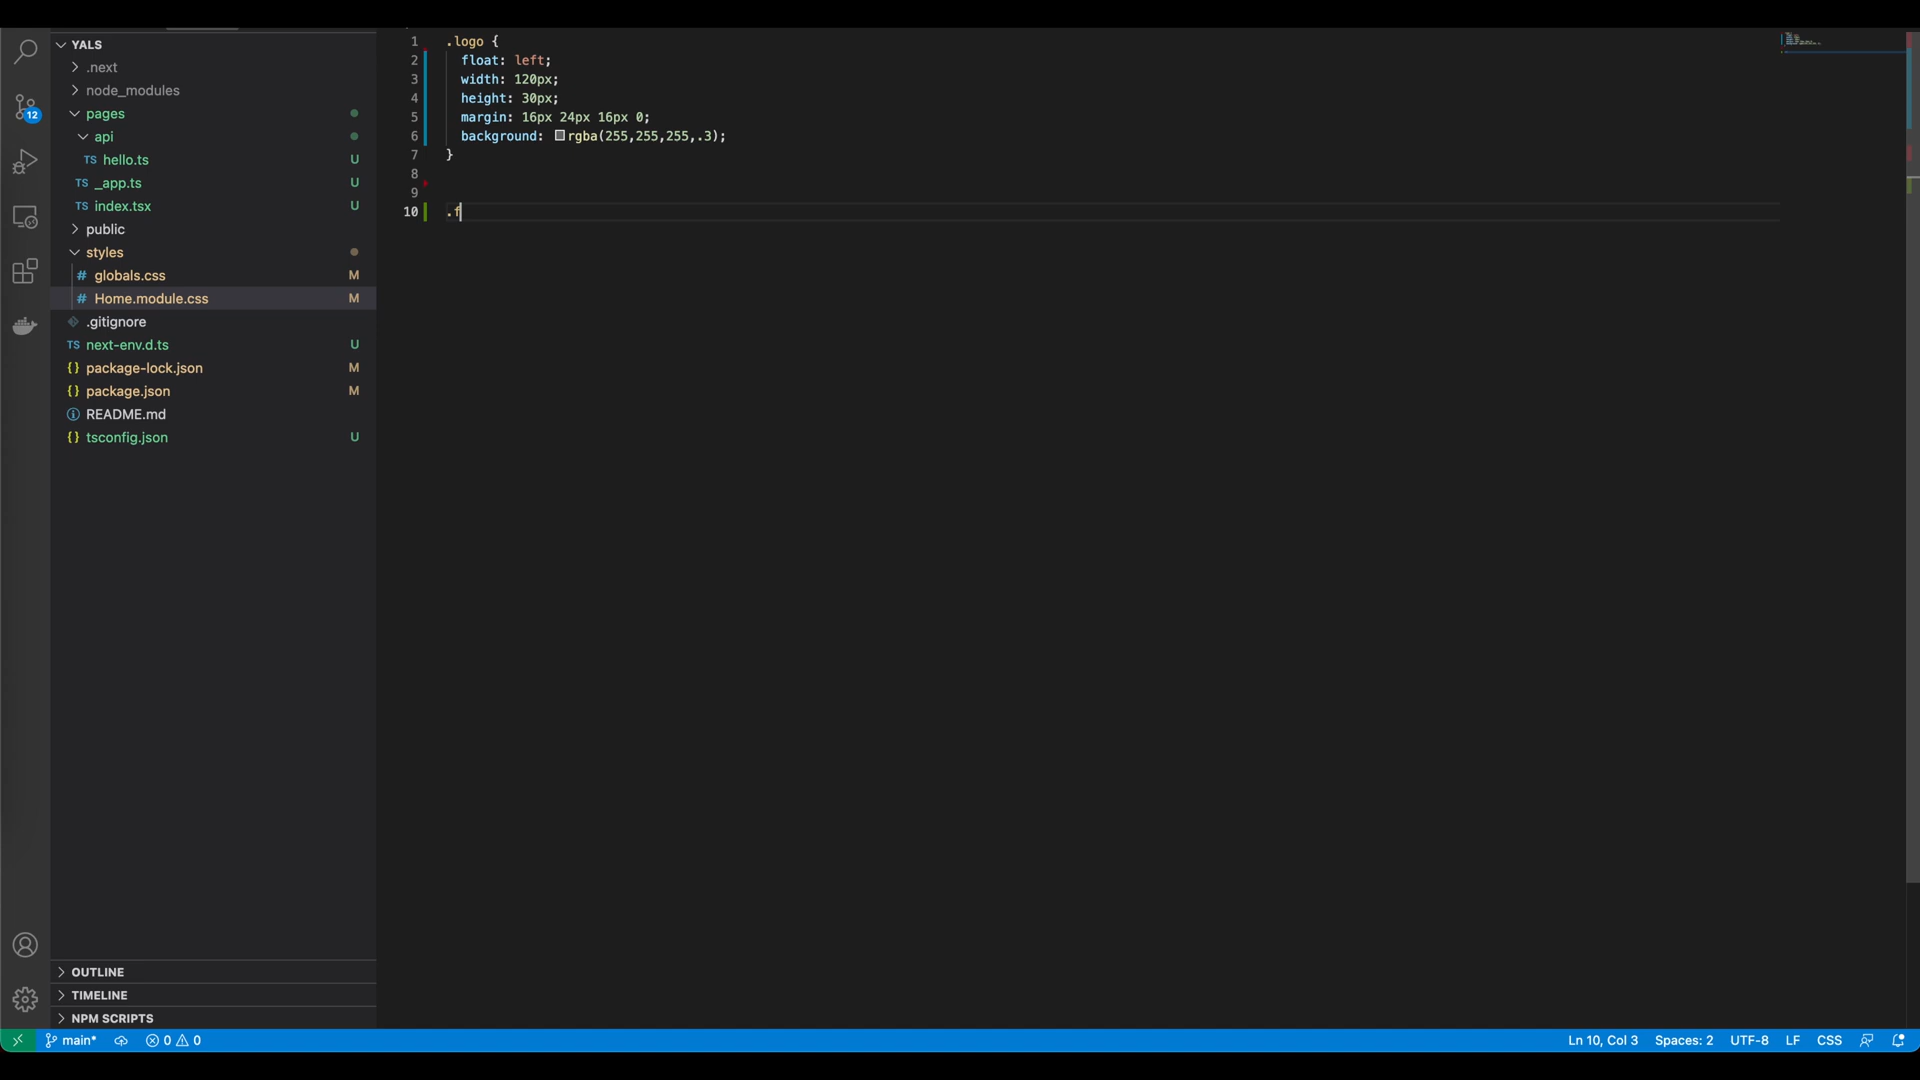 YALS
.next
node_modules
pages
api
TS hello.ts U
TS _app.ts U
TS index.tsx U
public
styles
# globals.css M
# Home.module.css M
.gitignore
TS next-env.d.ts U
{} package-lock.json M
{} package.json M
README.md
{} tsconfig.json U
OUTLINE
TIMELINE
NPM SCRIPTS
12
1 .logo {
2 float: left;
3 width: 120px;
4 height: 30px;
5 margin: 16px 24px 16px 0;
6 background: rgba(255,255,255,.3);
7 }
8
9
10 .f
main* 0 0 Ln 10, Col 3 Spaces: 2 UTF-8 LF CSS